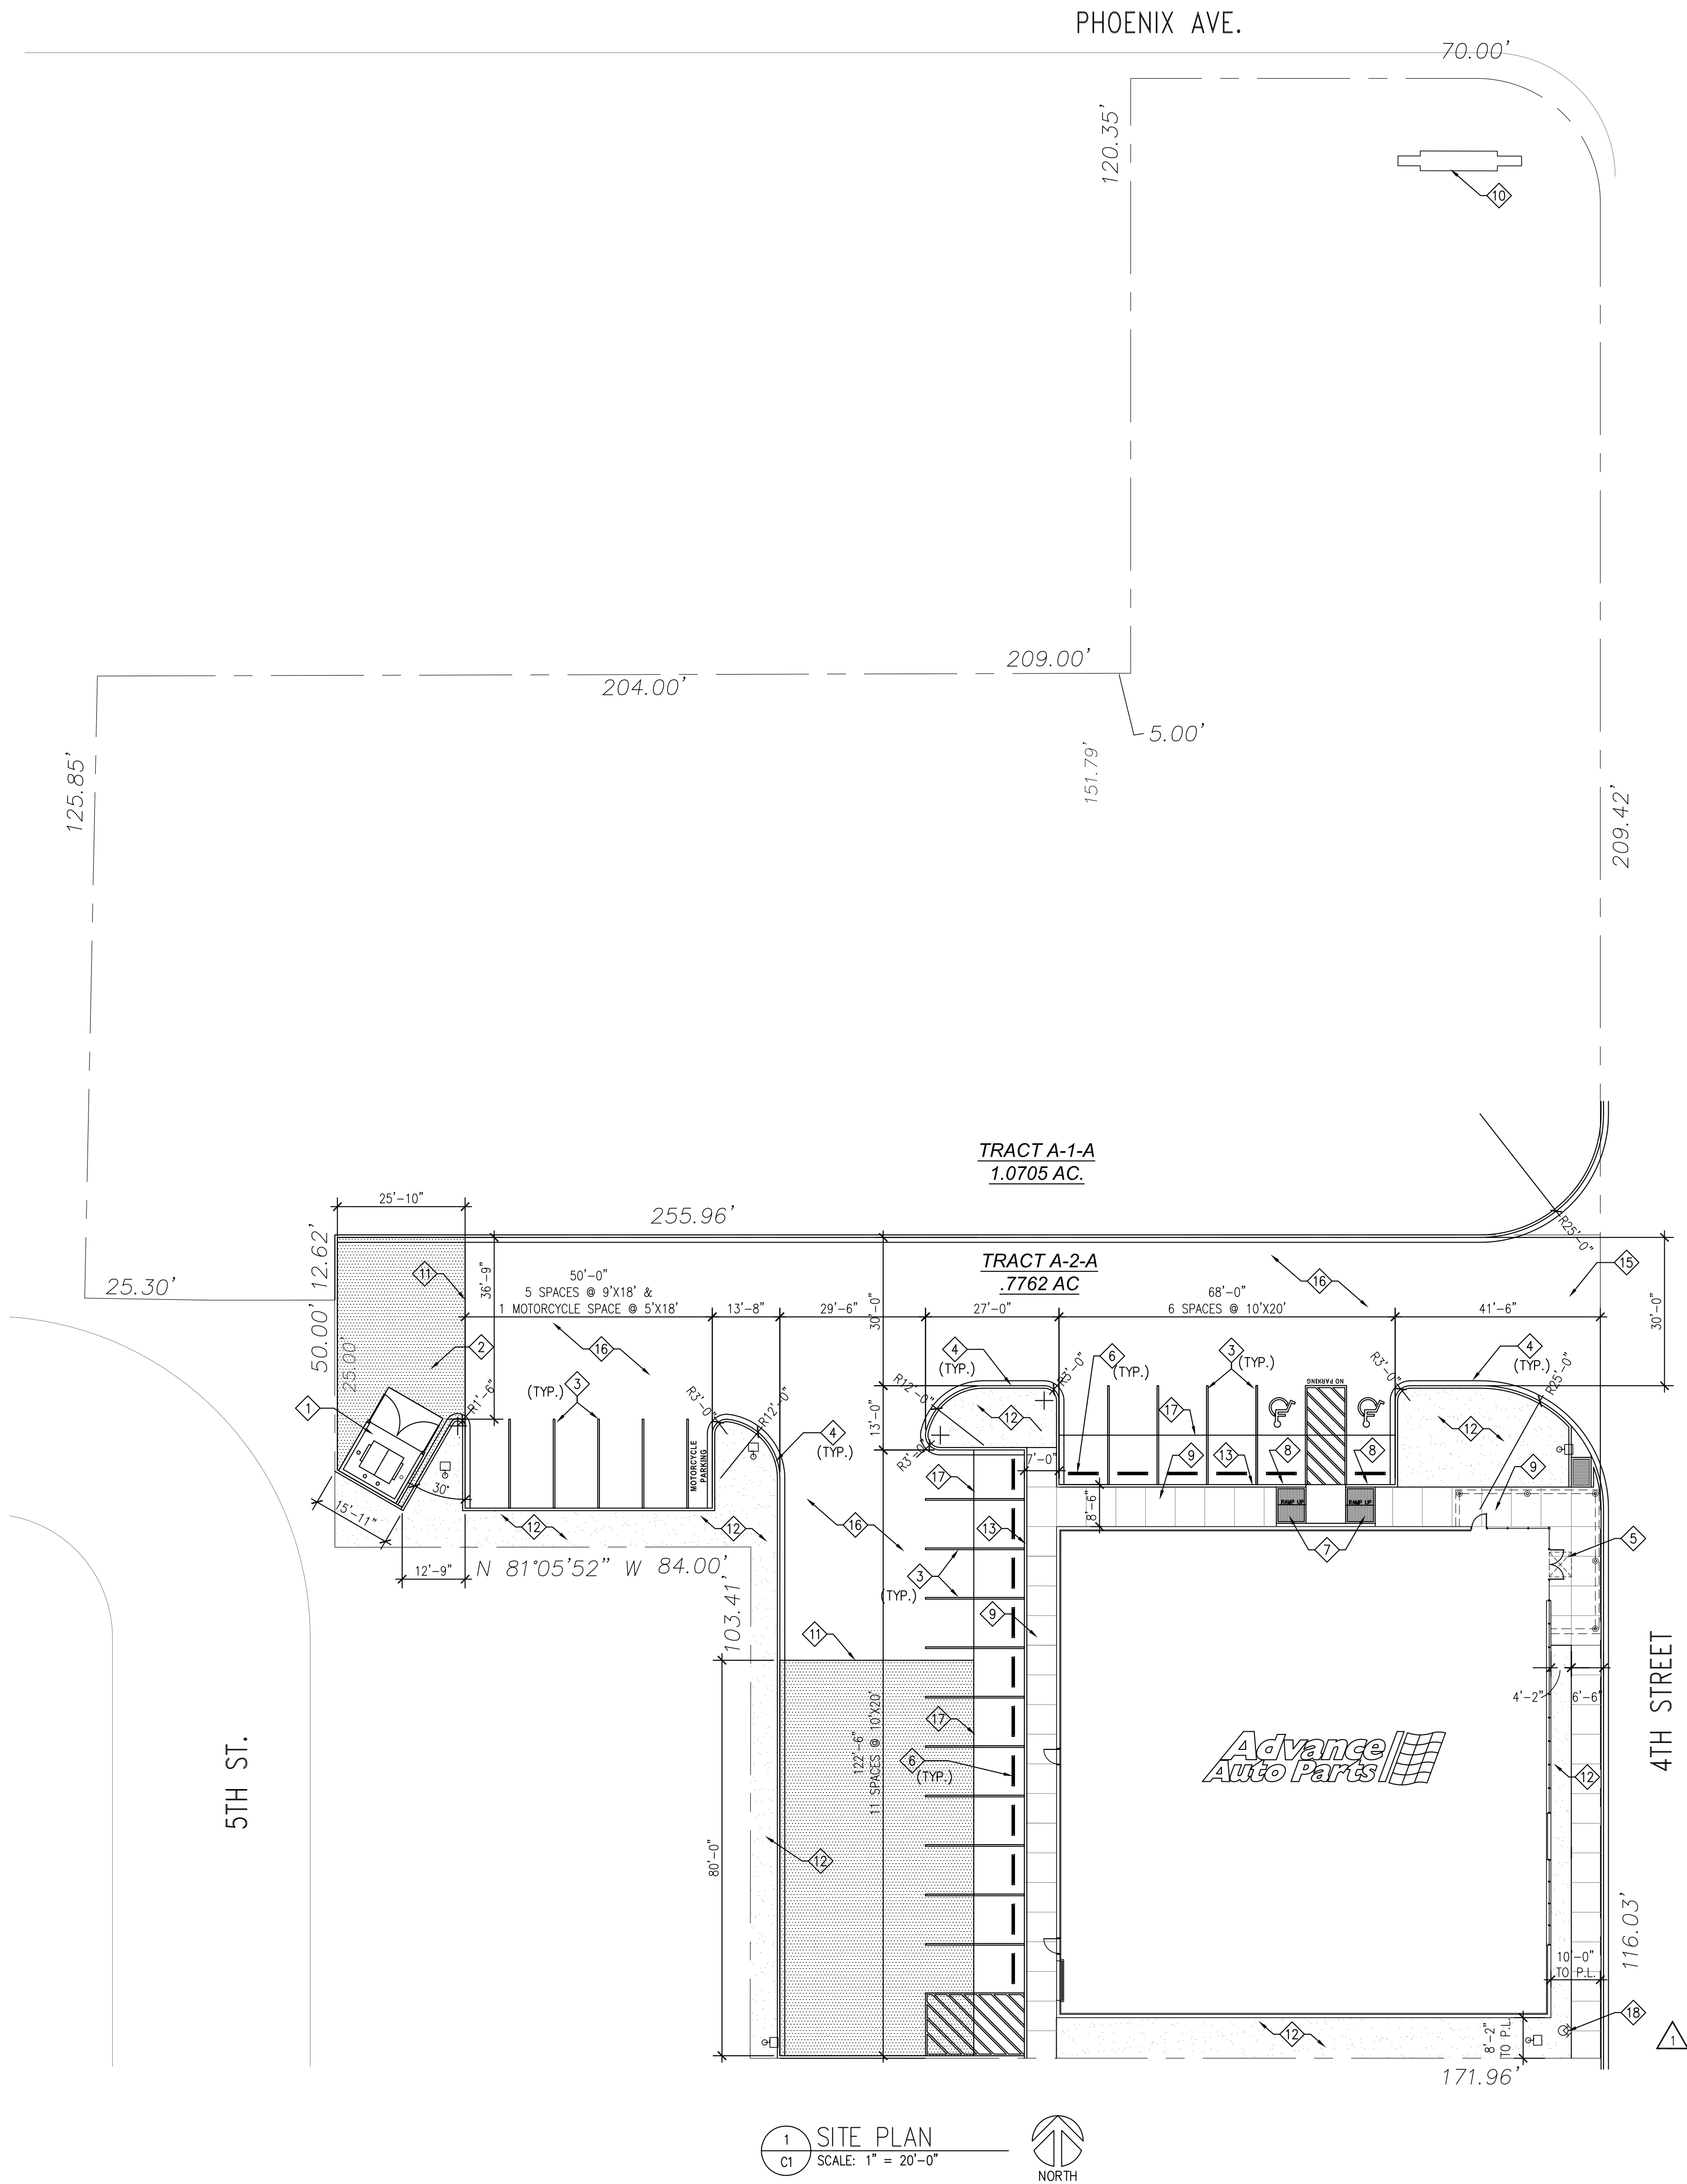 PHOENIX AVE.
70.00'
120.35'
10
209.00'
204.00'
5.00'
151.79'
125.85'
209.42'
TRACT A-1-A
1.0705 AC.
25'-10"
255.96'
R25'-0"
12.62'
25.30'
11
36'-9"
50'-0"
5 SPACES @ 9'X18' &
1 MOTORCYCLE SPACE @ 5'X18'
13'-8"
29'-6"
30'-0"
TRACT A-2-A
.7762 AC
27'-0"
68'-0"
6 SPACES @ 10'X20'
16
41'-6"
15
30'-0"
50.00'
25.00'
2
16
4
(TYP.)
6
(TYP.)
3
(TYP.)
4
(TYP.)
1
R1'-6"
3
(TYP.)
R3'-0"
R12'-0"
R12'-0"
R3'-0"
NO PARKING
R3'-0"
R25'-0"
12
17
12
13'-0"
4
(TYP.)
R3'-0"
7'-0"
9
13
8
8
9
MOTORCYCLE
PARKING
30°
15'-11"
17
8'-6"
RAMP UP
RAMP UP
12
12
16
13
7
5
12'-9"
N 81°05'52" W 84.00'
3
(TYP.)
103.41'
9
11
4'-2"
6'-6"
4TH STREET
5TH ST.
17
122'-6"
11 SPACES @ 10'X20'
6
(TYP.)
Advance
Auto Parts
12
80'-0"
12
116.03'
10'-0"
TO P.L.
18
12
8'-2"
TO P.L.
1
171.96'
1
C1
SITE PLAN
SCALE: 1" = 20'-0"
NORTH